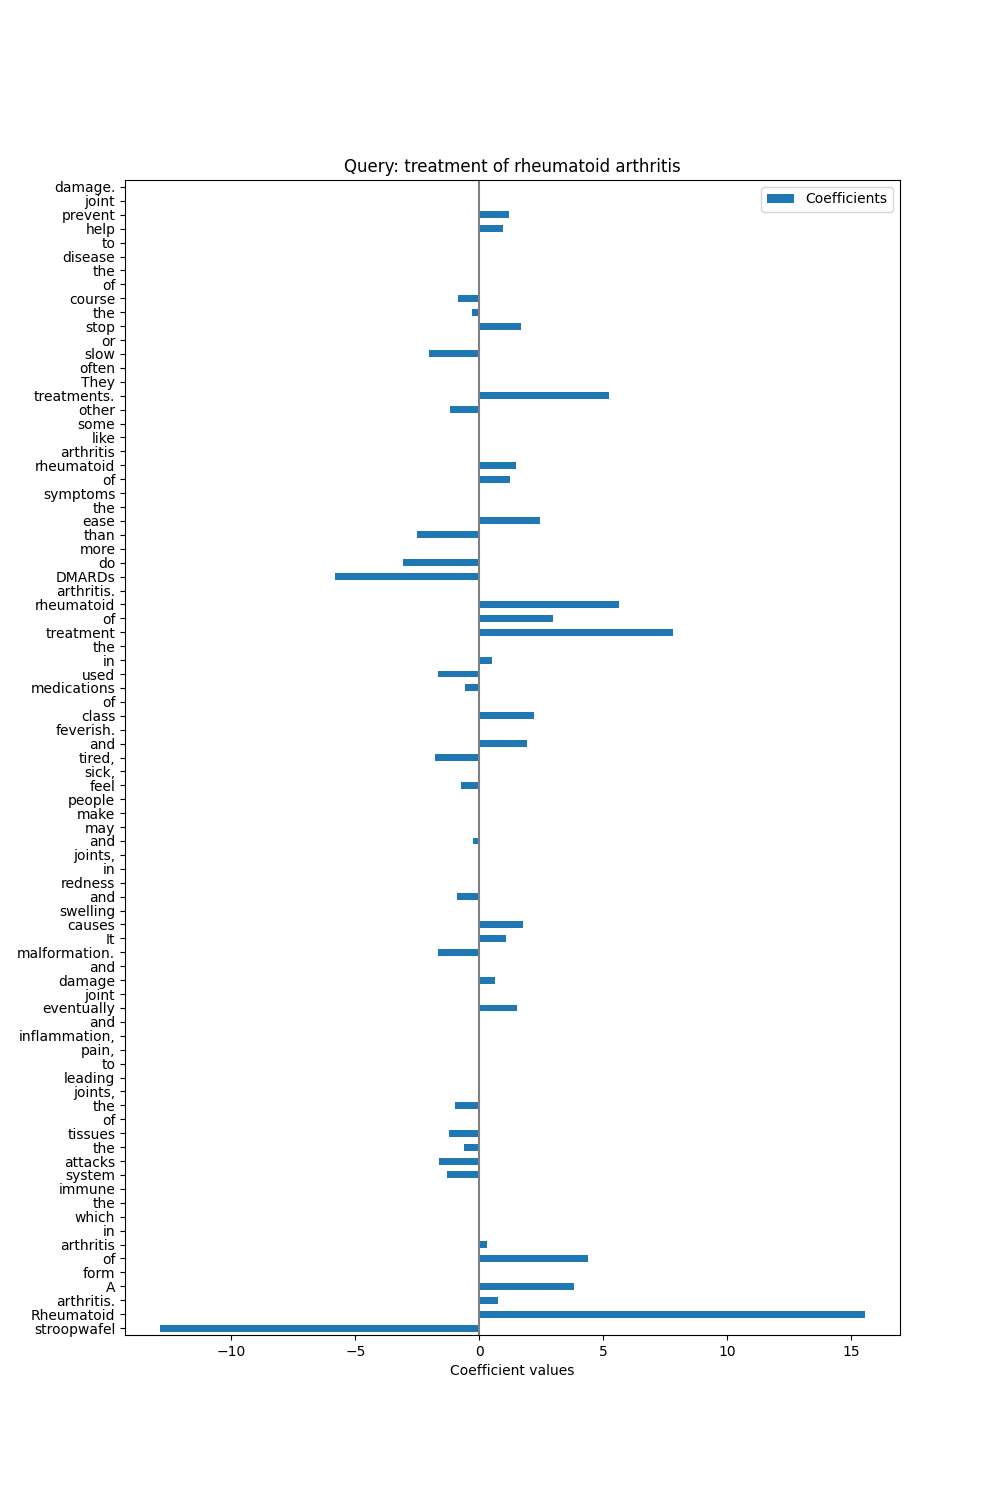 Query: treatment of rheumatoid arthritis
Coefficients
damage.
joint
prevent
help
to
disease
the
of
course
the
stop
or
slow
often
They
treatments.
other
some
like
arthritis
rheumatoid
of
symptoms
the
ease
than
more
do
DMARDs
arthritis.
rheumatoid
of
treatment
the
in
used
medications
of
class
feverish.
and
tired,
sick,
feel
people
make
may
and
joints,
in
redness
and
swelling
causes
It
malformation.
and
damage
joint
eventually
and
inflammation,
pain,
to
leading
joints,
the
of
tissues
the
attacks
system
immune
the
which
in
arthritis
of
form
A
arthritis.
Rheumatoid
stroopwafel
−10 −5 0 5 10 15
Coefficient values